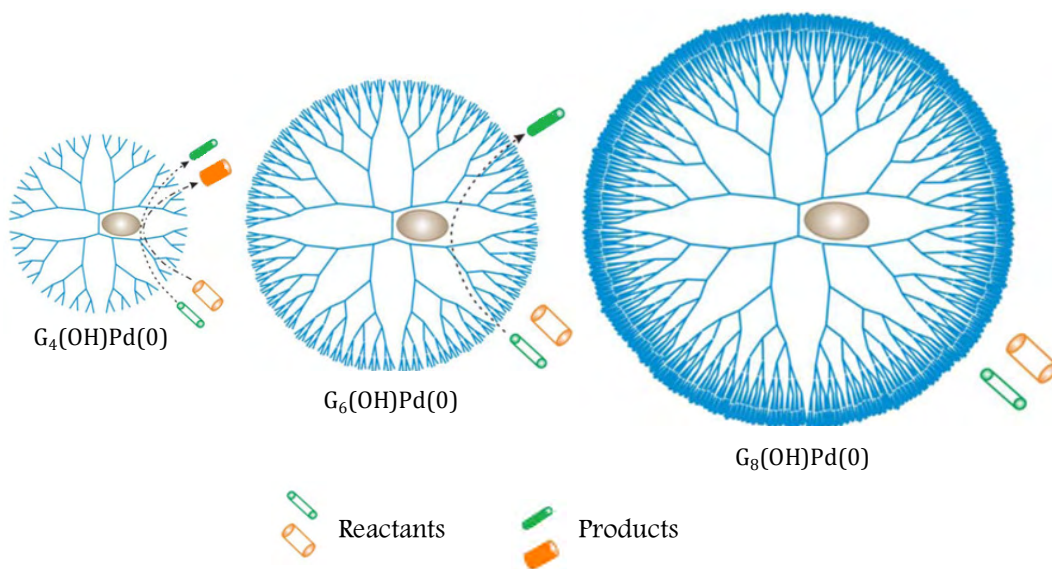 G₄(OH)Pd(0)
G₆(OH)Pd(0)
G₈(OH)Pd(0)
Reactants
Products